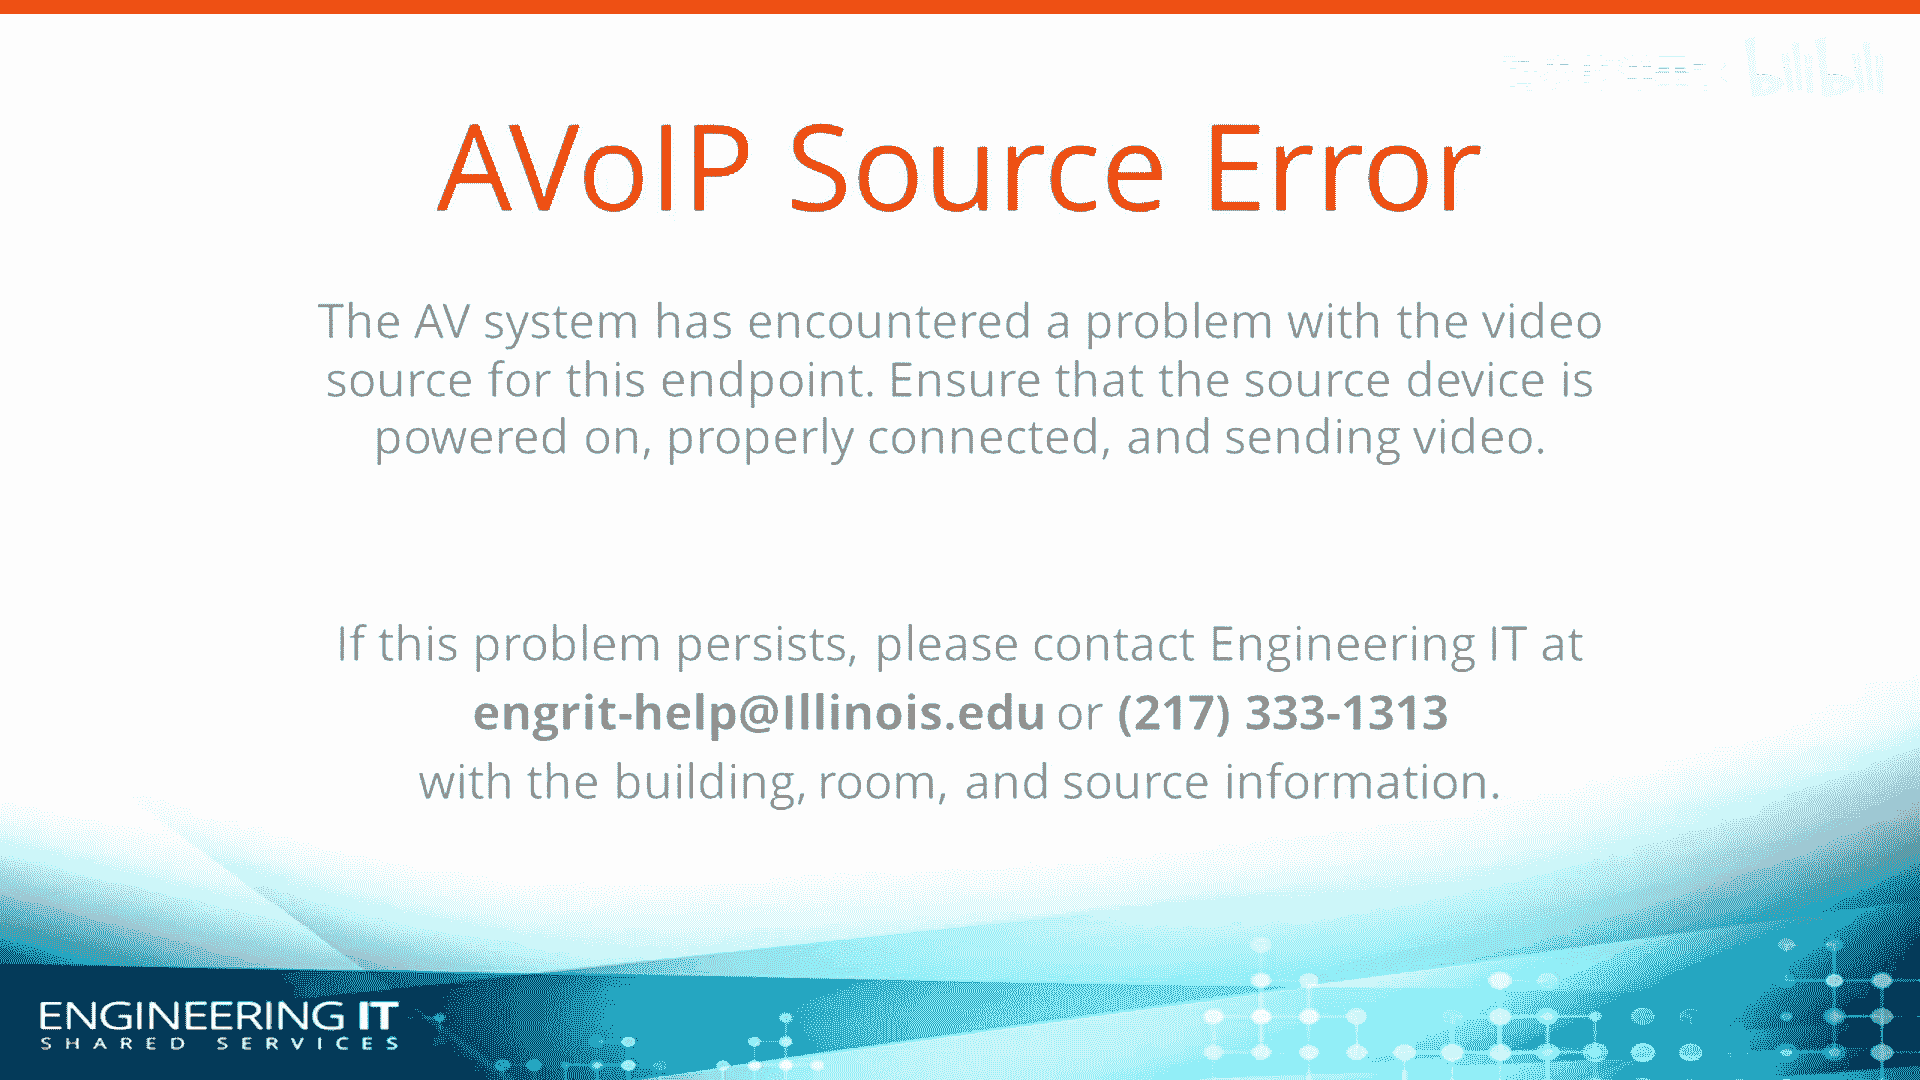 bilibili
AVoIP Source Error
The AV system has encountered a problem with the video
source for this endpoint. Ensure that the source device is
powered on, properly connected, and sending video.
If this problem persists, please contact Engineering IT at
engrit-help@Illinois.edu or (217) 333-1313
with the building, room, and source information.
ENGINEERING IT
SHARED SERVICES